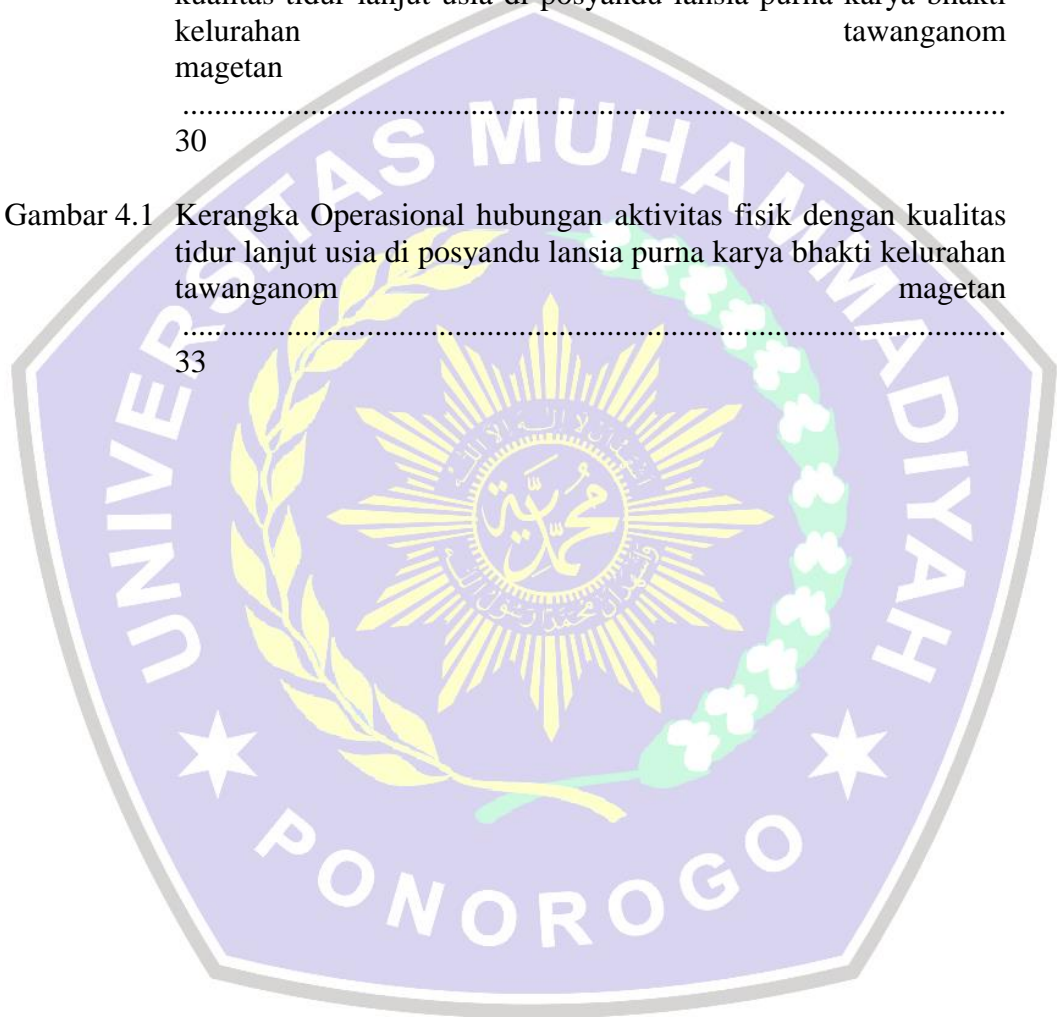 kualitas tidur lanjut usia di posyandu lansia purna karya bhakti
kelurahan tawanganom
magetan
..........................................................................................................
30
Gambar 4.1 Kerangka Operasional hubungan aktivitas fisik dengan kualitas
tidur lanjut usia di posyandu lansia purna karya bhakti kelurahan
tawanganom magetan
..........................................................................................................
33
UNIVERSITAS MUHAMMADIYAH
PONOROGO
محمدية